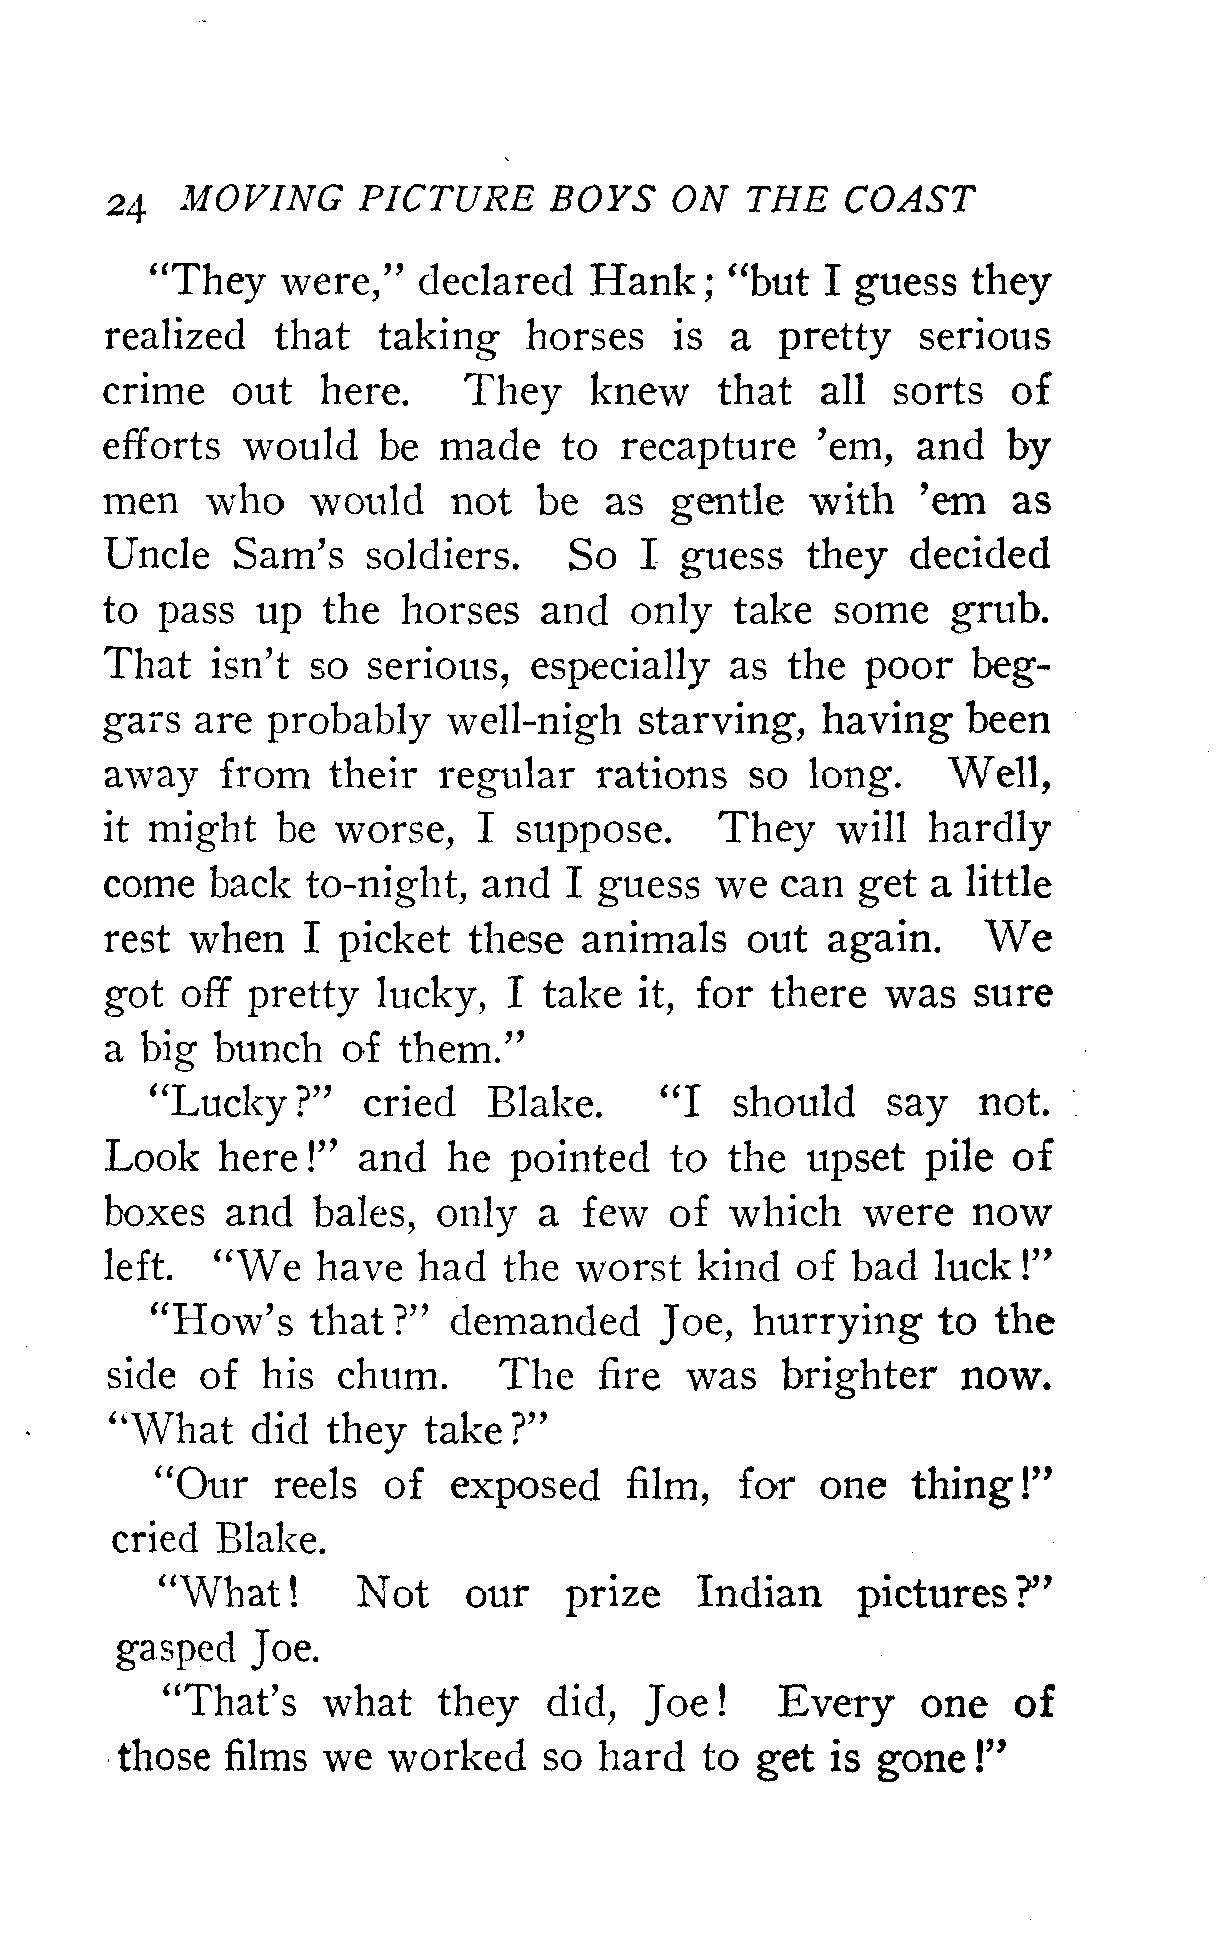 24 MOVING PICTURE BOYS ON THE COAST
“They were,” declared Hank; “but I guess they
realized that taking horses is a pretty serious
crime out here. They knew that all sorts of
efforts would be made to recapture ’em, and by
men who would not be as gentle with ’em as
Uncle Sam’s soldiers. So I guess they decided
to pass up the horses and only take some grub.
That isn’t so serious, especially as the poor beg-
gars are probably well-nigh starving, having been
away from their regular rations so long. Well,
it might be worse, I suppose. They will hardly
come back to-night, and I guess we can get a little
rest when I picket these animals out again. We
got off pretty lucky, I take it, for there was sure
a big bunch of them.”
“Lucky?” cried Blake. “I should say not.
Look here!” and he pointed to the upset pile of
boxes and bales, only a few of which were now
left. “We have had the worst kind of bad luck!”
“How’s that?” demanded Joe, hurrying to the
side of his chum. The fire was brighter now.
“What did they take?”
“Our reels of exposed film, for one thing!”
cried Blake.
“What! Not our prize Indian pictures?”
gasped Joe.
“That’s what they did, Joe! Every one of
those films we worked so hard to get is gone!”